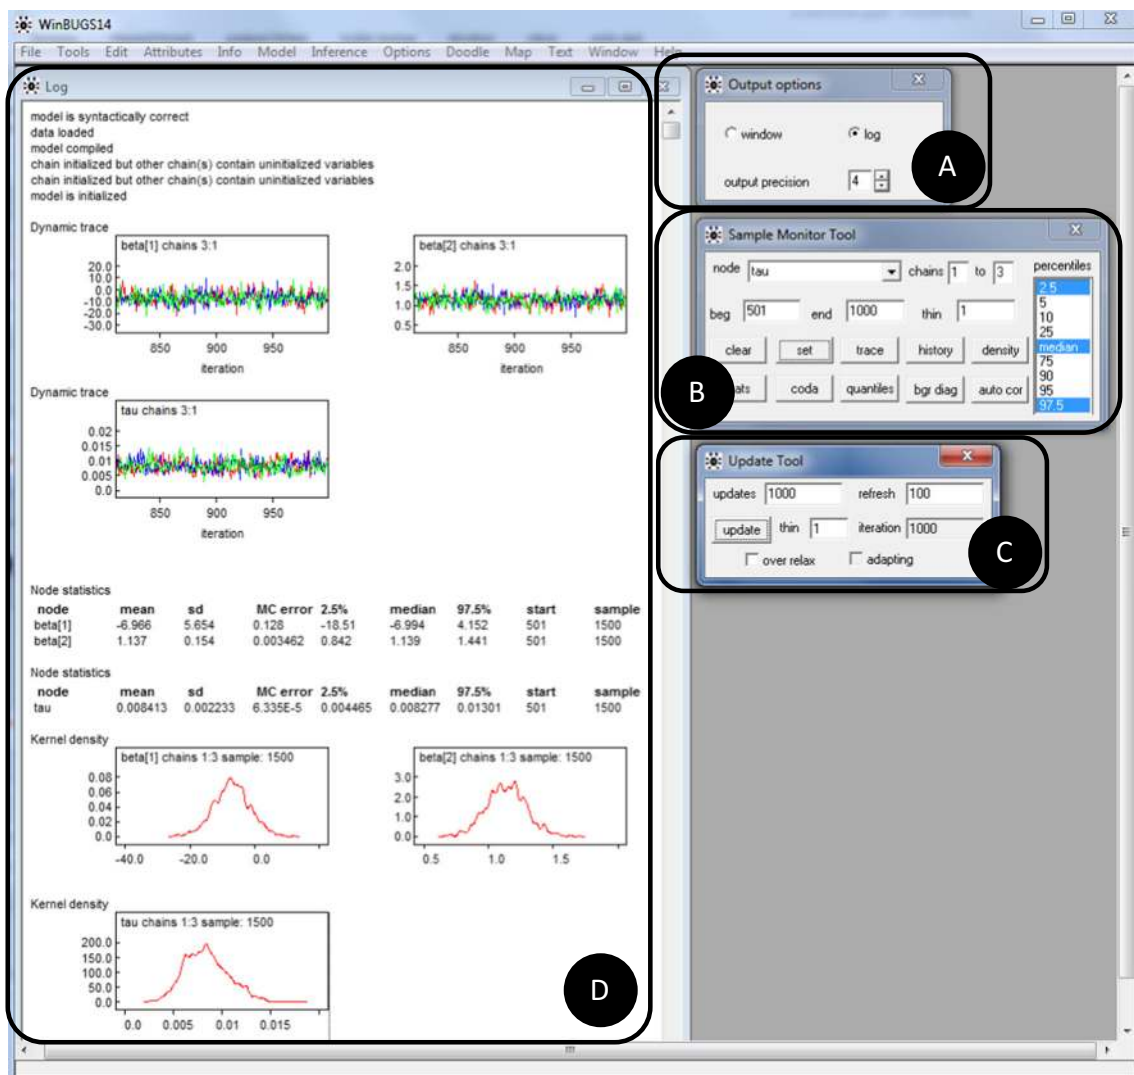 WinBUGS14
File Tools Edit Attributes Info Model Inference Options Doodle Map Text Window Help
Log
model is syntactically correct
data loaded
model compiled
chain initialized but other chain(s) contain uninitialized variables
chain initialized but other chain(s) contain uninitialized variables
model is initialized
Dynamic trace
beta[1] chains 3:1
20.0
10.0
0.0
-10.0
-20.0
-30.0
850 900 950
iteration
beta[2] chains 3:1
2.0
1.5
1.0
0.5
850 900 950
iteration
Dynamic trace
tau chains 3:1
0.02
0.015
0.01
0.005
0.0
850 900 950
iteration
Node statistics
node mean sd MC error 2.5% median 97.5% start sample
beta[1] -6.966 5.654 0.128 -18.51 -6.994 4.152 501 1500
beta[2] 1.137 0.154 0.003462 0.842 1.139 1.441 501 1500
Node statistics
node mean sd MC error 2.5% median 97.5% start sample
tau 0.008413 0.002233 6.335E-5 0.004465 0.008277 0.01301 501 1500
Kernel density
beta[1] chains 1:3 sample: 1500
0.08
0.06
0.04
0.02
0.0
-40.0 -20.0 0.0
beta[2] chains 1:3 sample: 1500
3.0
2.0
1.0
0.0
0.5 1.0 1.5
Kernel density
tau chains 1:3 sample: 1500
200.0
150.0
100.0
50.0
0.0
0.0 0.005 0.01 0.015
D
Output options
window log
output precision 4
A
Sample Monitor Tool
node tau chains 1 to 3 percentiles
beg 501 end 1000 thin 1
2.5
5
10
25
median
75
90
95
97.5
clear set trace history density
coda quantiles bgr diag auto cor
B
Update Tool
updates 1000 refresh 100
update thin 1 iteration 1000
over relax adapting
C